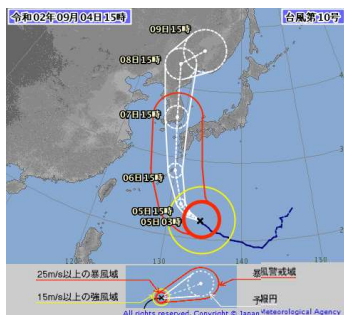 令和02年09月04日15時
台風第10号
09日15時
08日15時
07日15時
06日15時
05日15時
05日03時
130
140
150
25m/s以上の暴風域
15m/s以上の強風域
暴風警戒域
予報円
All rights reserved. Copyright © Japan Meteorological Agency